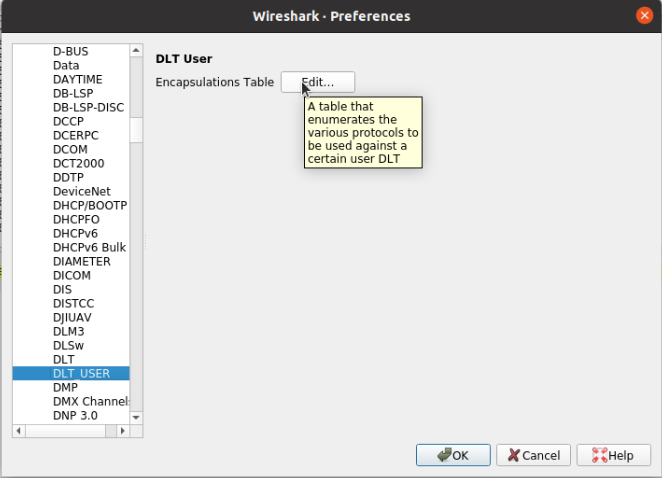 Wireshark · Preferences
D-BUS
Data
DAYTIME
DB-LSP
DB-LSP-DISC
DCCP
DCERPC
DCOM
DCT2000
DDTP
DeviceNet
DHCP/BOOTP
DHCPFO
DHCPv6
DHCPv6 Bulk
DIAMETER
DICOM
DIS
DISTCC
DJIUAV
DLM3
DLSw
DLT
DLT_USER
DMP
DMX Channels
DNP 3.0
DLT User
Encapsulations Table Edit...
A table that
enumerates the
various protocols to
be used against a
certain user DLT
OK Cancel Help